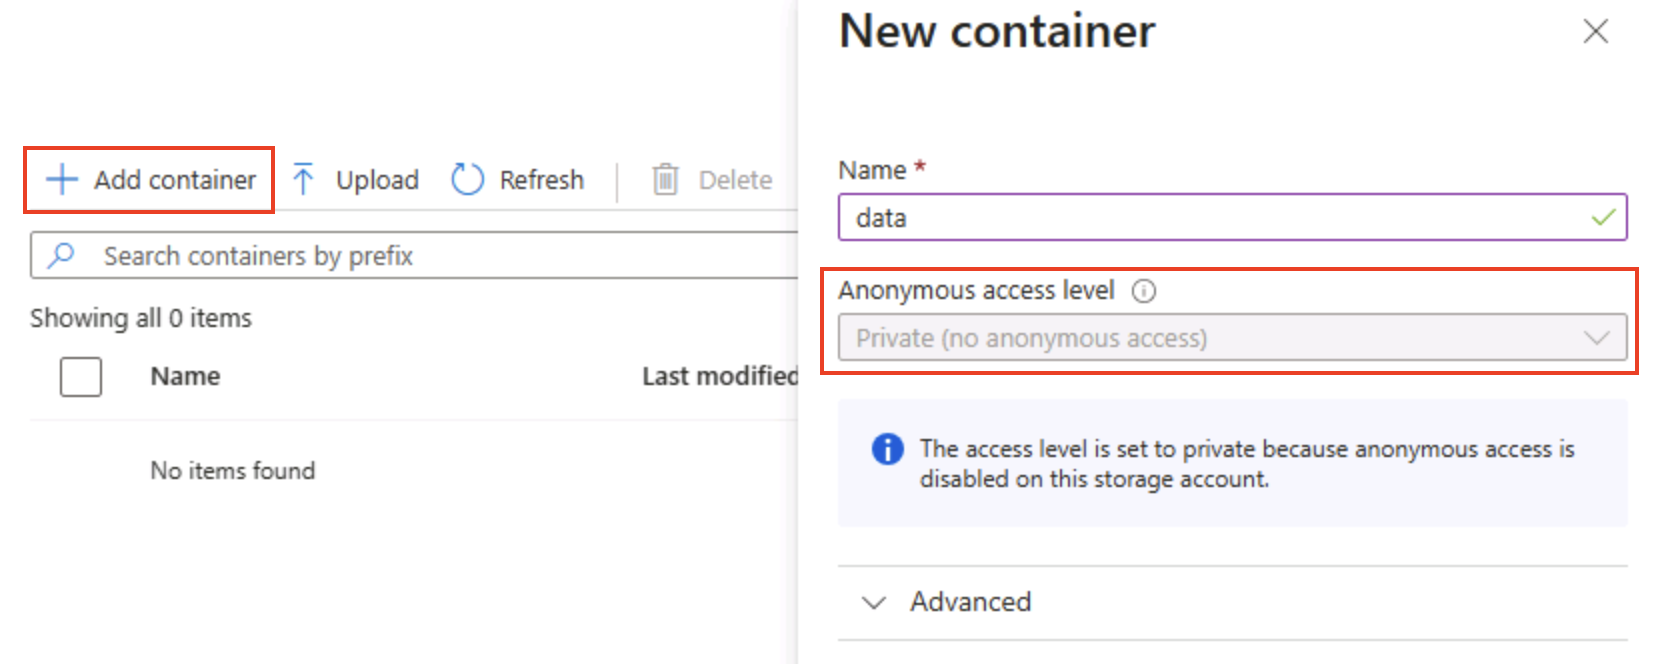 Add container
Upload
Refresh
Delete
Search containers by prefix
Showing all 0 items
Name
Last modified
No items found
New container
Name *
data
Anonymous access level
Private (no anonymous access)
The access level is set to private because anonymous access is
disabled on this storage account.
Advanced